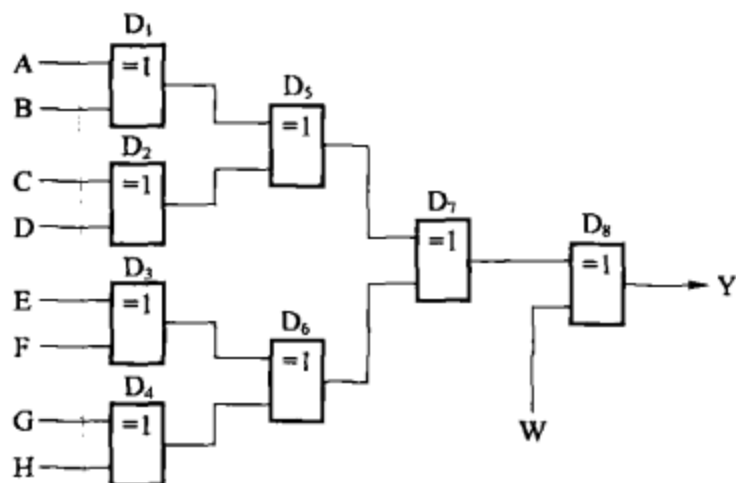 D₁
A =1
B
D₅
=1
D₂
C =1
D
D₇
=1
D₈
=1
Y
D₃
E =1
F
D₆
=1
D₄
G =1
H
W